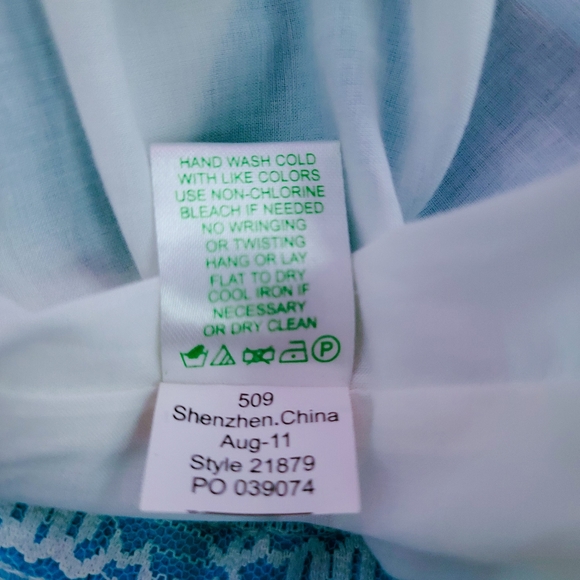 HAND WASH COLD
WITH LIKE COLORS
USE NON-CHLORINE
BLEACH IF NEEDED
NO WRINGING
OR TWISTING
HANG OR LAY
FLAT TO DRY
COOL IRON IF
NECESSARY
OR DRY CLEAN
P
509
Shenzhen.China
Aug-11
Style 21879
PO 039074